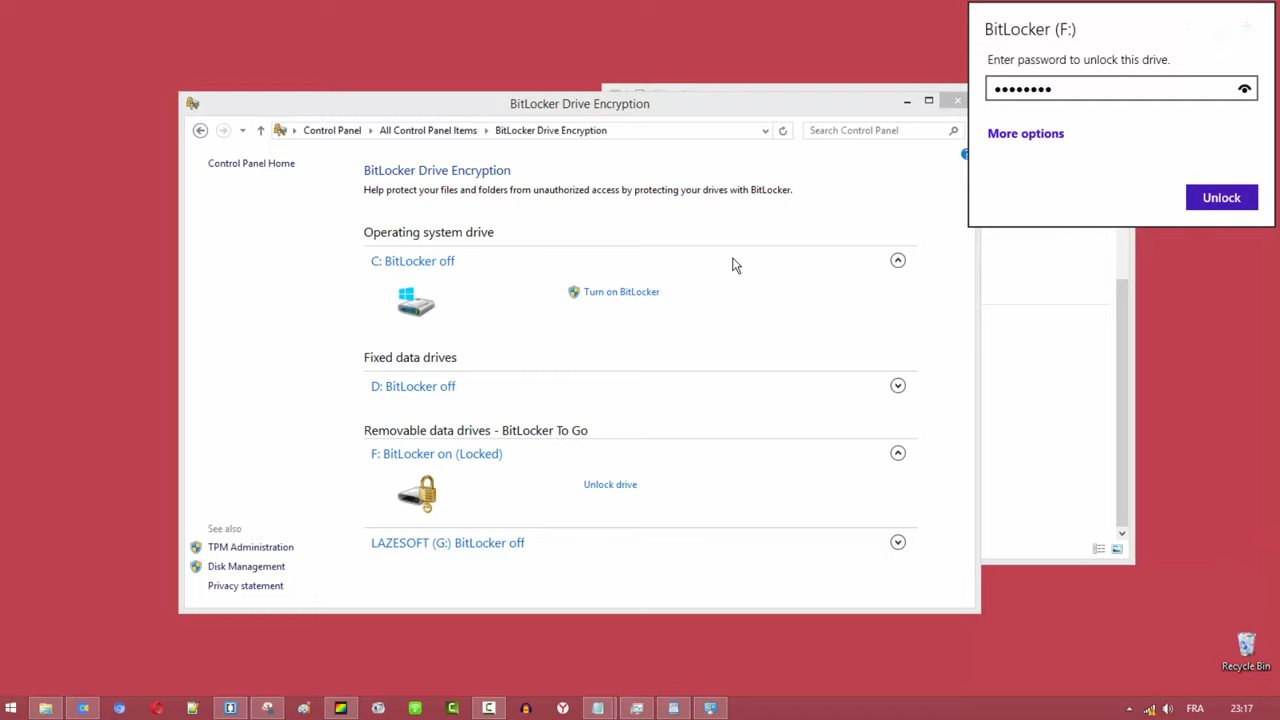 BitLocker (F:)
Enter password to unlock this drive.
••••••••
More options
Unlock
BitLocker Drive Encryption
Control Panel
All Control Panel Items
BitLocker Drive Encryption
Search Control Panel
Control Panel Home
BitLocker Drive Encryption
Help protect your files and folders from unauthorized access by protecting your drives with BitLocker.
Operating system drive
C: BitLocker off
Turn on BitLocker
Fixed data drives
D: BitLocker off
Removable data drives - BitLocker To Go
F: BitLocker on (Locked)
Unlock drive
LAZESOFT (G:) BitLocker off
See also
TPM Administration
Disk Management
Privacy statement
Recycle Bin
FRA
23:17